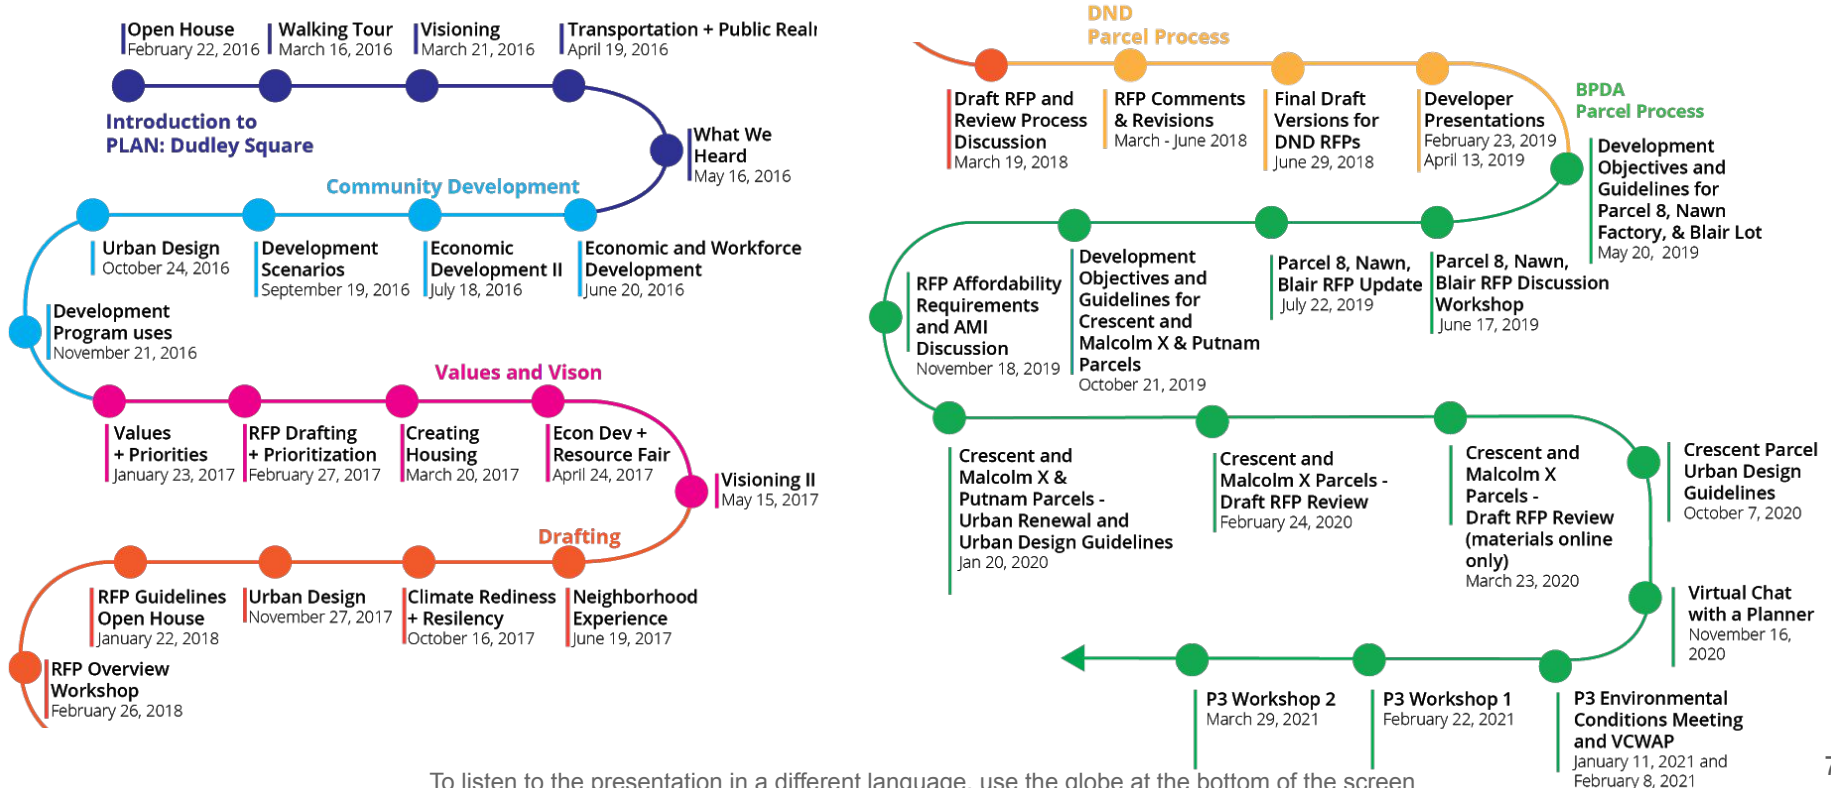 Open House
February 22, 2016
Walking Tour
March 16, 2016
Visioning
March 21, 2016
Transportation + Public Realm
April 19, 2016
Introduction to
PLAN: Dudley Square
What We
Heard
May 16, 2016
Community Development
Economic and Workforce
Development
June 20, 2016
Economic
Development II
July 18, 2016
Development
Scenarios
September 19, 2016
Urban Design
October 24, 2016
Development
Program uses
November 21, 2016
Values and Vison
Values
+ Priorities
January 23, 2017
RFP Drafting
+ Prioritization
February 27, 2017
Creating
Housing
March 20, 2017
Econ Dev +
Resource Fair
April 24, 2017
Visioning II
May 15, 2017
Drafting
Neighborhood
Experience
June 19, 2017
Climate Rediness
+ Resilency
October 16, 2017
Urban Design
November 27, 2017
RFP Guidelines
Open House
January 22, 2018
RFP Overview
Workshop
February 26, 2018
Draft RFP and
Review Process
Discussion
March 19, 2018
DND
Parcel Process
RFP Comments
& Revisions
March - June 2018
Final Draft
Versions for
DND RFPs
June 29, 2018
Developer
Presentations
February 23, 2019
April 13, 2019
BPDA
Parcel Process
Development
Objectives and
Guidelines for
Parcel 8, Nawn
Factory, & Blair Lot
May 20, 2019
Parcel 8, Nawn,
Blair RFP Discussion
Workshop
June 17, 2019
Parcel 8, Nawn,
Blair RFP Update
July 22, 2019
Development
Objectives and
Guidelines for
Crescent and
Malcolm X & Putnam
Parcels
October 21, 2019
RFP Affordability
Requirements
and AMI
Discussion
November 18, 2019
Crescent and
Malcolm X &
Putnam Parcels -
Urban Renewal and
Urban Design Guidelines
Jan 20, 2020
Crescent and
Malcolm X Parcels -
Draft RFP Review
February 24, 2020
Crescent and
Malcolm X
Parcels -
Draft RFP Review
(materials online
only)
March 23, 2020
Crescent Parcel
Urban Design
Guidelines
October 7, 2020
Virtual Chat
with a Planner
November 16,
2020
P3 Environmental
Conditions Meeting
and VCWAP
January 11, 2021 and
February 8, 2021
P3 Workshop 1
February 22, 2021
P3 Workshop 2
March 29, 2021
To listen to the presentation in a different language, use the globe at the bottom of the screen
7